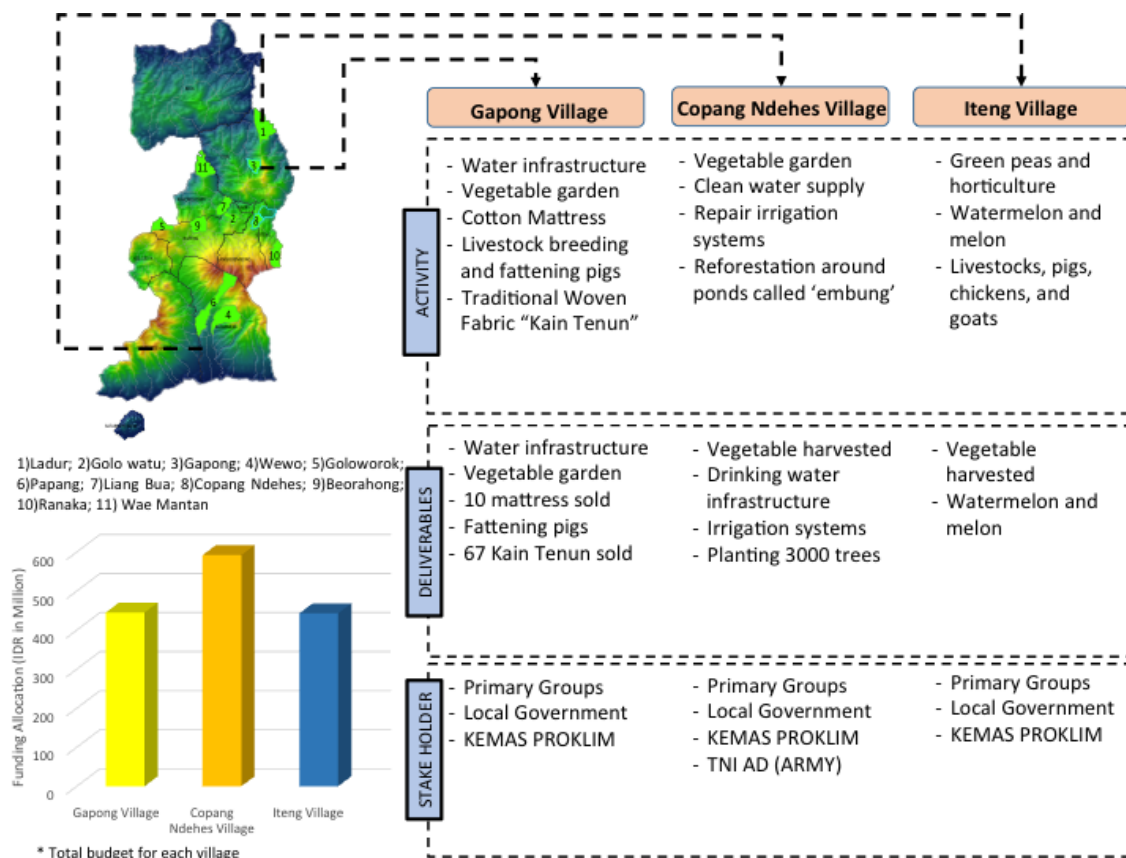 Gapong Village
Copang Ndehes Village
Iteng Village
ACTIVITY
- Water infrastructure
- Vegetable garden
- Cotton Mattress
- Livestock breeding
and fattening pigs
- Traditional Woven
Fabric “Kain Tenun”
- Vegetable garden
- Clean water supply
- Repair irrigation
systems
- Reforestation around
ponds called ‘embung’
- Green peas and
horticulture
- Watermelon and
melon
- Livestocks, pigs,
chickens, and
goats
1
3
11
7
2
8
5
9
10
6
4
1)Ladur; 2)Golo watu; 3)Gapong; 4)Wewo; 5)Goloworok;
6)Papang; 7)Liang Bua; 8)Copang Ndehes; 9)Beorahong;
10)Ranaka; 11) Wae Mantan
DELIVERABLES
- Water infrastructure
- Vegetable garden
- 10 mattress sold
- Fattening pigs
- 67 Kain Tenun sold
- Vegetable harvested
- Drinking water
infrastructure
- Irrigation systems
- Planting 3000 trees
- Vegetable
harvested
- Watermelon and
melon
STAKE HOLDER
- Primary Groups
- Local Government
- KEMAS PROKLIM
- Primary Groups
- Local Government
- KEMAS PROKLIM
- TNI AD (ARMY)
- Primary Groups
- Local Government
- KEMAS PROKLIM
Funding Allocation (IDR in Million)
600
500
400
300
200
100
0
Gapong Village
Copang
Ndehes Village
Iteng Village
* Total budget for each village